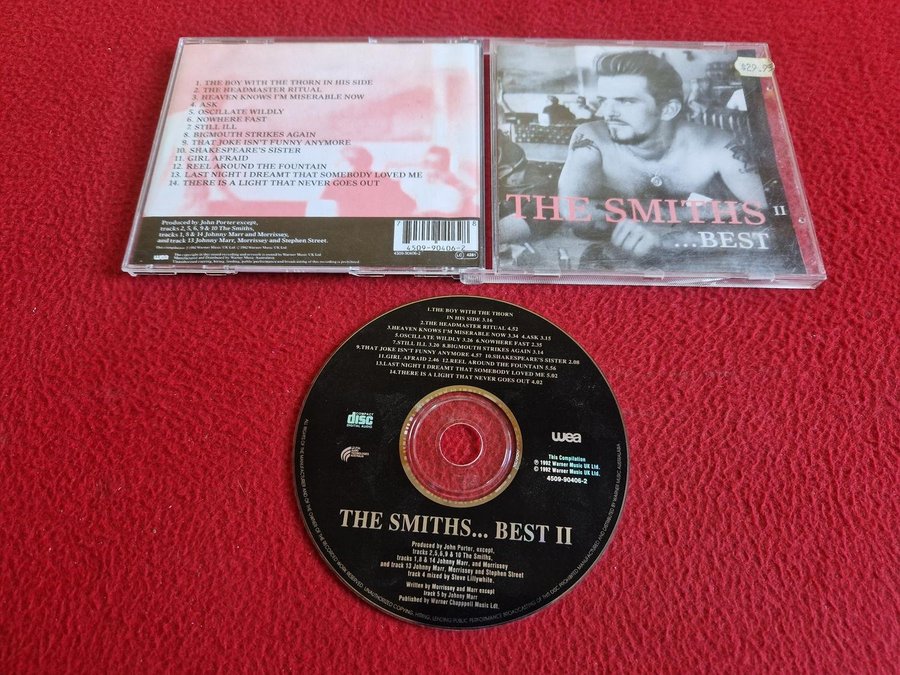 1. THE BOY WITH THE THORN IN HIS SIDE
2. THE HEADMASTER RITUAL
3. HEAVEN KNOWS I'M MISERABLE NOW
4. ASK
5. OSCILLATE WILDLY
6. NOWHERE FAST
7. STILL ILL
8. BIGMOUTH STRIKES AGAIN
9. THAT JOKE ISN'T FUNNY ANYMORE
10. SHAKESPEARE'S SISTER
11. GIRL AFRAID
12. REEL AROUND THE FOUNTAIN
13. LAST NIGHT I DREAMT THAT SOMEBODY LOVED ME
14. THERE IS A LIGHT THAT NEVER GOES OUT
Produced by John Porter except,
tracks 2, 5, 6, 9 & 10 The Smiths,
tracks 1, 8 & 14 Johnny Marr and Morrissey,
and track 13 Johnny Marr, Morrissey and Stephen Street.
wea
4509-90406-2
4509-90406-2
LC 4281
$29.95
THE SMITHS II
...BEST
1.THE BOY WITH THE THORN
IN HIS SIDE 3.16
2.THE HEADMASTER RITUAL 4.52
3.HEAVEN KNOWS I'M MISERABLE NOW 3.34 4.ASK 3.15
5.OSCILLATE WILDLY 3.26 6.NOWHERE FAST 2.35
7.STILL ILL 3.20 8.BIGMOUTH STRIKES AGAIN 3.14
9.THAT JOKE ISN'T FUNNY ANYMORE 4.57 10.SHAKESPEARE'S SISTER 2.08
11.GIRL AFRAID 2.46 12.REEL AROUND THE FOUNTAIN 5.56
13.LAST NIGHT I DREAMT THAT SOMEBODY LOVED ME 5.02
14.THERE IS A LIGHT THAT NEVER GOES OUT 4.02
COMPACT
disc
DIGITAL AUDIO
wea
This Compilation
℗ 1992 Warner Music UK Ltd.
© 1992 Warner Music UK Ltd.
4509-90406-2
THE SMITHS... BEST II
Produced by John Porter, except,
tracks 2,5,6,9 & 10 The Smiths,
tracks 1,8 & 14 Johnny Marr, and Morrissey
and track 13 Johnny Marr, Morrissey and Stephen Street
track 4 mixed by Steve Lillywhite.
Written by Morrissey and Marr except
track 5 by Johnny Marr
Published by Warner Chapppell Music Ldt.